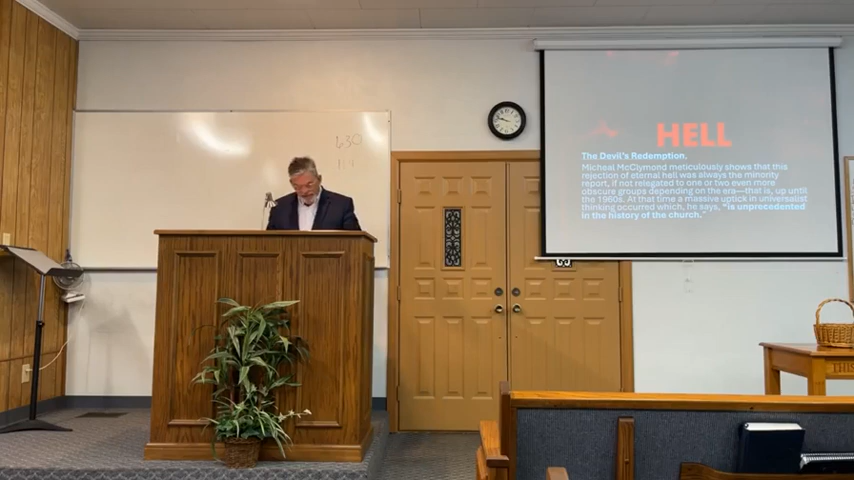 630
HELL
The Devil's Redemption,
Micheal McClymond meticulously shows that this
rejection of eternal hell was always the minority
report, if not relegated to one or two even more
obscure groups depending on the era—that is, up until
the 1960s. At that time a massive uptick in universalist
thinking occurred which, he says, "is unprecedented
in the history of the church."
THIS